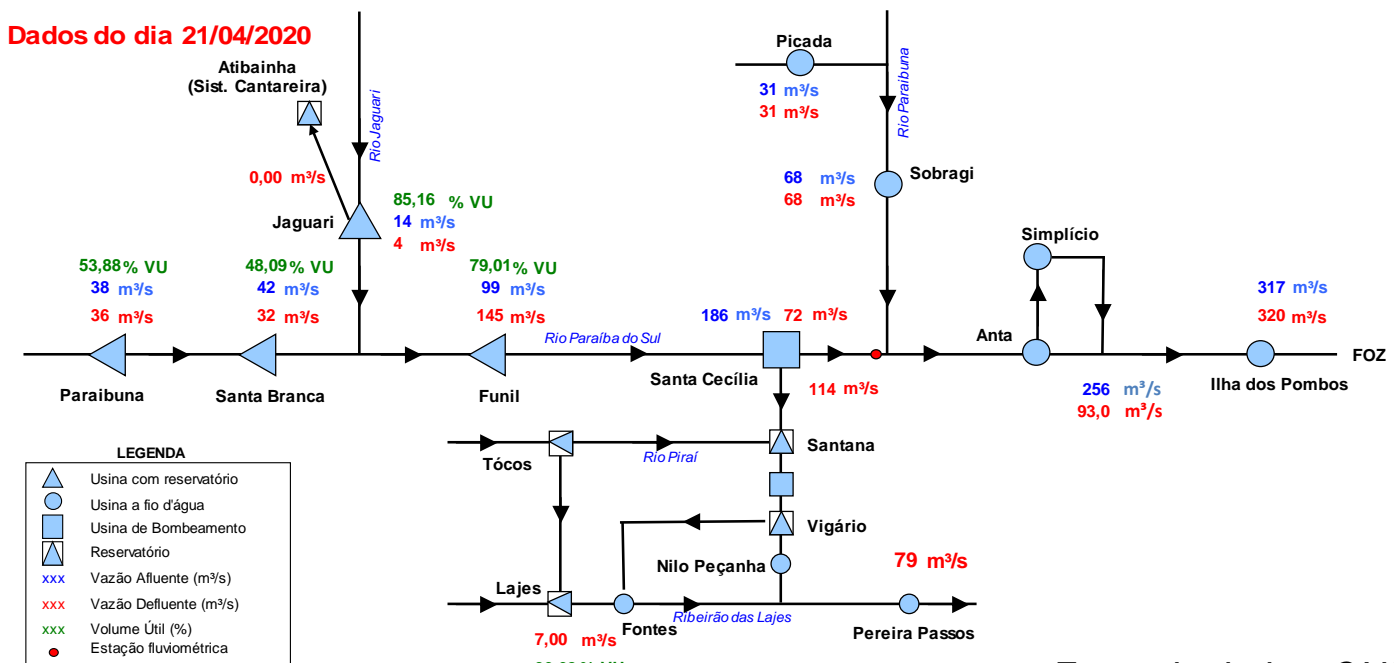 Dados do dia 21/04/2020
Atibainha
(Sist. Cantareira)
Rio Jaguari
0,00 m³/s
Jaguari
85,16 % VU
14 m³/s
4 m³/s
Picada
31 m³/s
31 m³/s
Rio Paraibuna
68 m³/s
68 m³/s
Sobragi
Simplício
53,88% VU
38 m³/s
36 m³/s
Paraibuna
48,09% VU
42 m³/s
32 m³/s
Santa Branca
79,01% VU
99 m³/s
145 m³/s
Funil
Rio Paraíba do Sul
186 m³/s 72 m³/s
Santa Cecília
114 m³/s
Anta
256 m³/s
93,0 m³/s
317 m³/s
320 m³/s
Ilha dos Pombos
FOZ
Tócos
Rio Piraí
Santana
Vigário
Nilo Peçanha
79 m³/s
Lajes
7,00 m³/s
Fontes
Ribeirão das Lajes
Pereira Passos
LEGENDA
Usina com reservatório
Usina a fio d'água
Usina de Bombeamento
Reservatório
xxx Vazão Afluente (m³/s)
xxx Vazão Defluente (m³/s)
xxx Volume Útil (%)
Estação fluviométrica